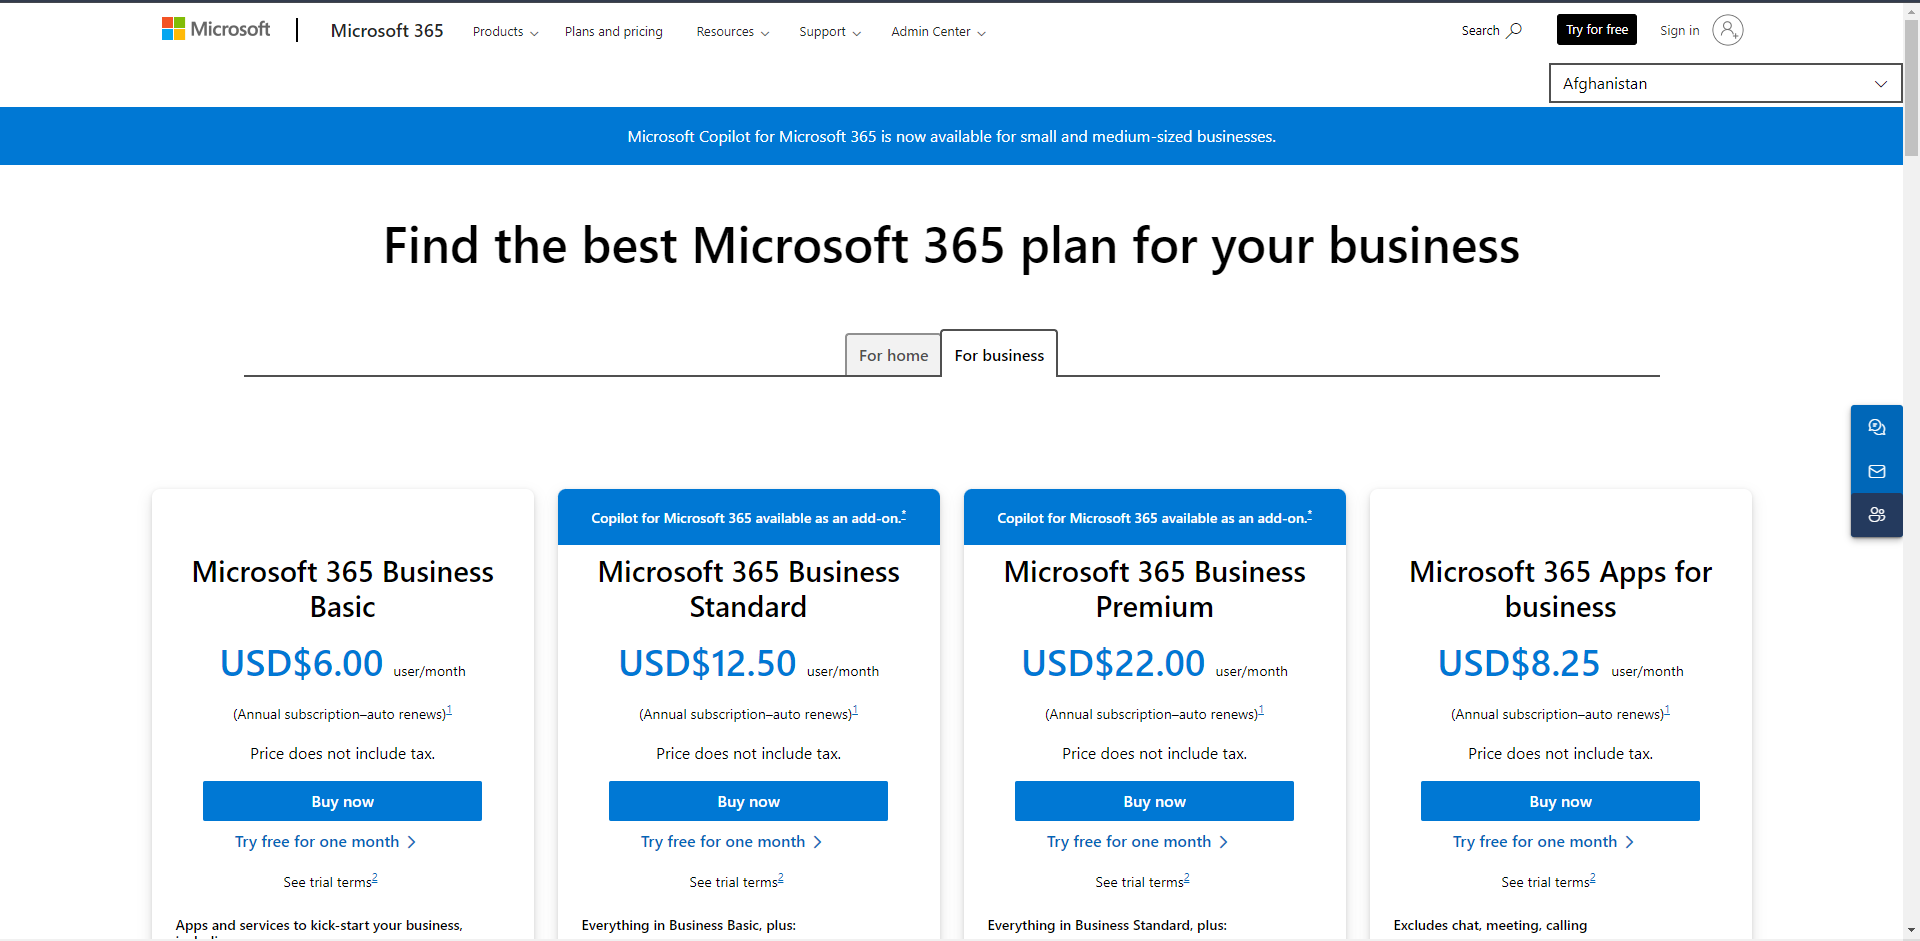 Microsoft
Microsoft 365
Products
Plans and pricing
Resources
Support
Admin Center
Search
Try for free
Sign in
Afghanistan
Microsoft Copilot for Microsoft 365 is now available for small and medium-sized businesses.
Find the best Microsoft 365 plan for your business
For home
For business
Microsoft 365 Business
Basic
USD$6.00 user/month
(Annual subscription–auto renews)1
Price does not include tax.
Buy now
Try free for one month
See trial terms2
Apps and services to kick-start your business,
Copilot for Microsoft 365 available as an add-on.*
Microsoft 365 Business
Standard
USD$12.50 user/month
(Annual subscription–auto renews)1
Price does not include tax.
Buy now
Try free for one month
See trial terms2
Everything in Business Basic, plus:
Copilot for Microsoft 365 available as an add-on.*
Microsoft 365 Business
Premium
USD$22.00 user/month
(Annual subscription–auto renews)1
Price does not include tax.
Buy now
Try free for one month
See trial terms2
Everything in Business Standard, plus:
Microsoft 365 Apps for
business
USD$8.25 user/month
(Annual subscription–auto renews)1
Price does not include tax.
Buy now
Try free for one month
See trial terms2
Excludes chat, meeting, calling